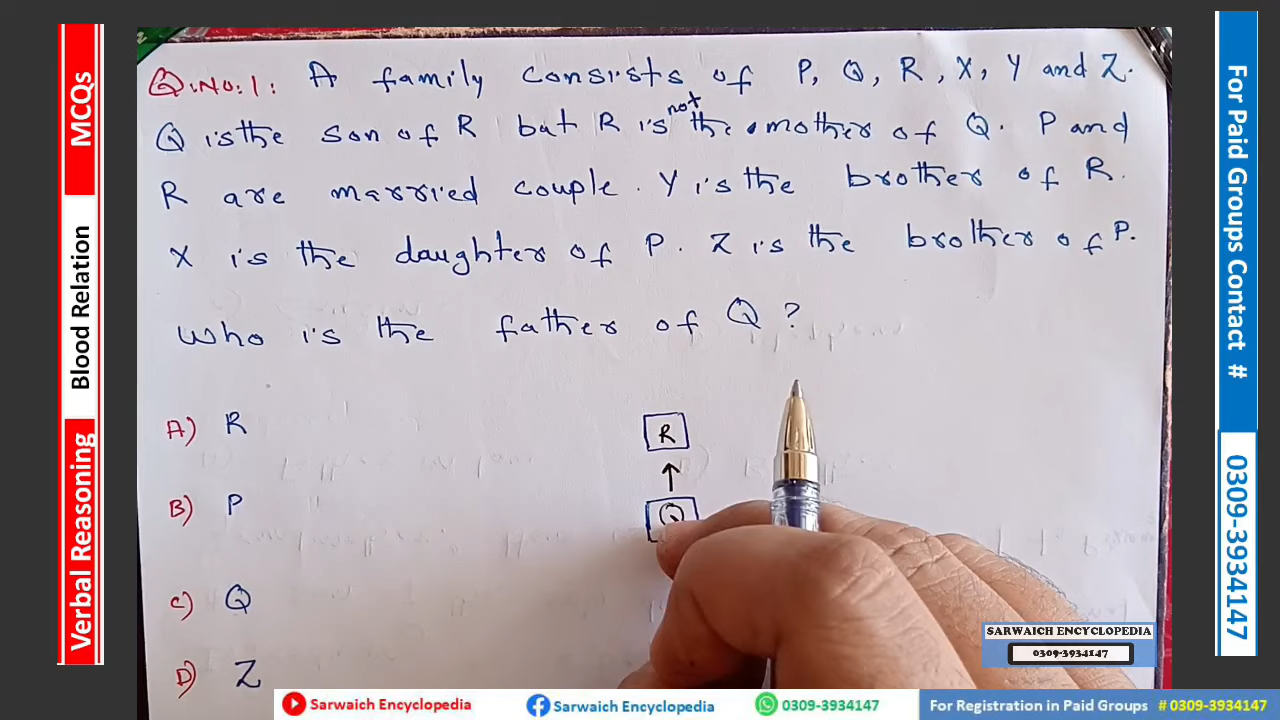 MCQs
Blood Relation
Verbal Reasoning
Q.No.1: A family consists of P, Q, R, X, Y and Z.
Q is the son of R but R is not the mother of Q. P and
R are married couple. Y is the brother of R.
X is the daughter of P. Z is the brother of P.
Who is the father of Q?
A) R
B) P
C) Q
D) Z
R
Q
For Paid Groups Contact #
0309-3934147
SARWAICH ENCYCLOPEDIA
0309-3934147
Sarwaich Encyclopedia
Sarwaich Encyclopedia
0309-3934147
For Registration in Paid Groups # 0309-3934147